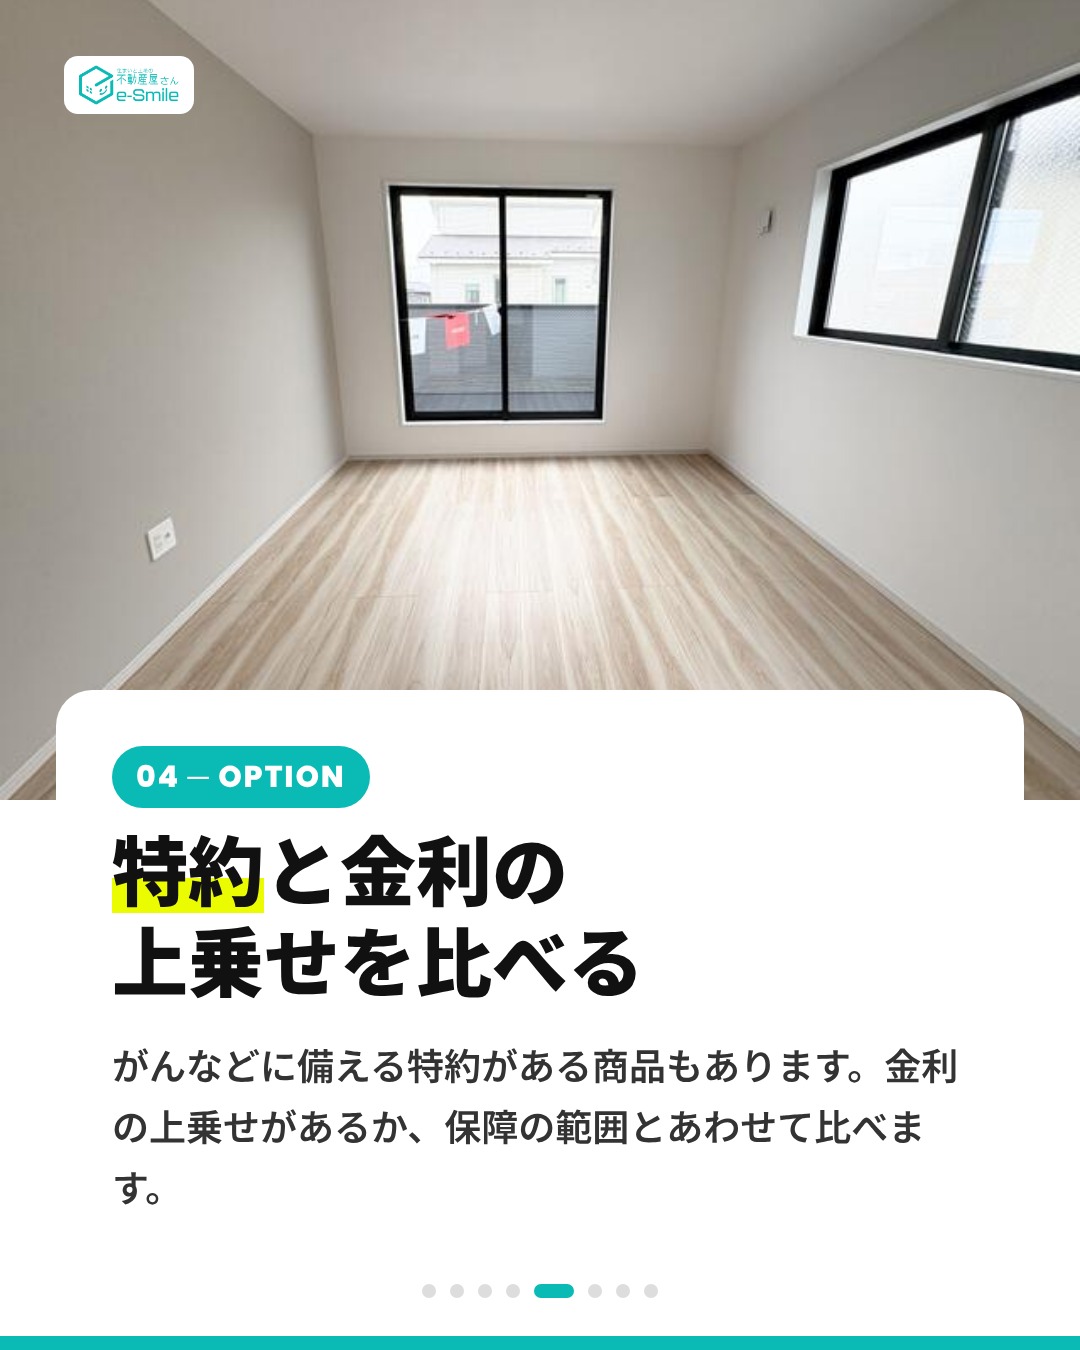 不動産屋さん
e-Smile
04 — OPTION
特約と金利の
上乗せを比べる
がんなどに備える特約がある商品もあります。金利
の上乗せがあるか、保障の範囲とあわせて比べま
す。